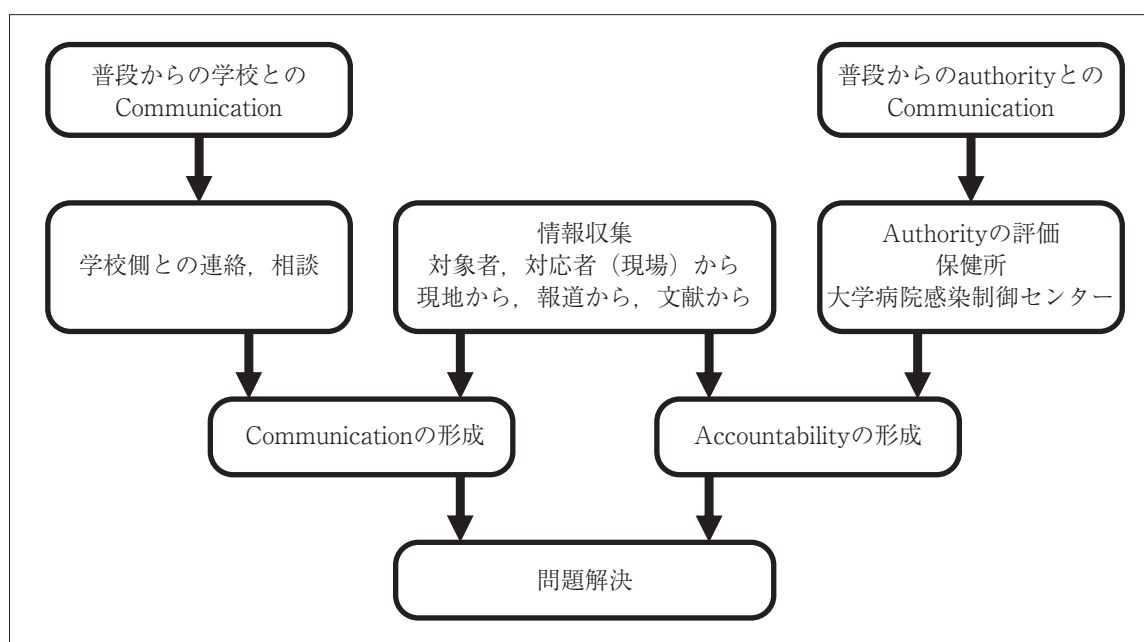 普段からの学校との
Communication
普段からのauthorityとの
Communication
学校側との連絡，相談
情報収集
対象者，対応者（現場）から
現地から，報道から，文献から
Authorityの評価
保健所
大学病院感染制御センター
Communicationの形成
Accountabilityの形成
問題解決